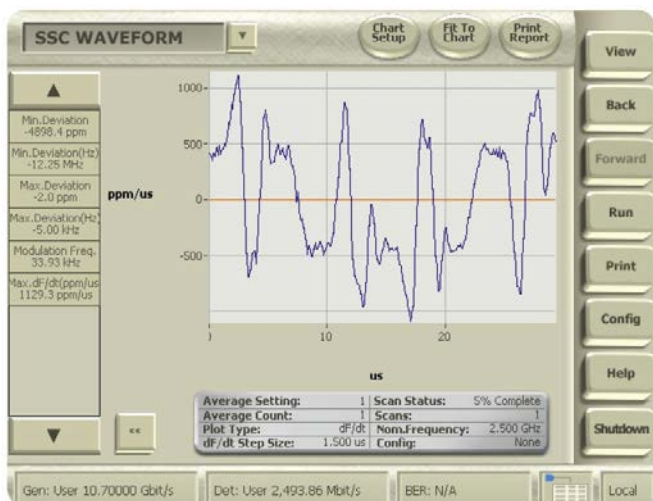 SSC WAVEFORM
Chart Setup
Fit To Chart
Print Report
View
Back
Forward
Run
Print
Config
Help
Shutdown
Min.Deviation
-4898.4 ppm
Min.Deviation(Hz)
-12.25 MHz
Max.Deviation
-2.0 ppm
Max.Deviation(Hz)
-5.00 kHz
Modulation Freq.
33.93 kHz
Max.dF/dt(ppm/us)
1129.3 ppm/us
ppm/us
1000-
500-
0-
-500-
10
20
us
<<
Average Setting: 1 Scan Status: 5% Complete
Average Count: 1 Scans: 1
Plot Type: dF/dt Nom.Frequency: 2.500 GHz
dF/dt Step Size: 1.500 us Config: None
Gen: User 10.70000 Gbit/s
Det: User 2,493.86 Mbit/s
BER: N/A
Local